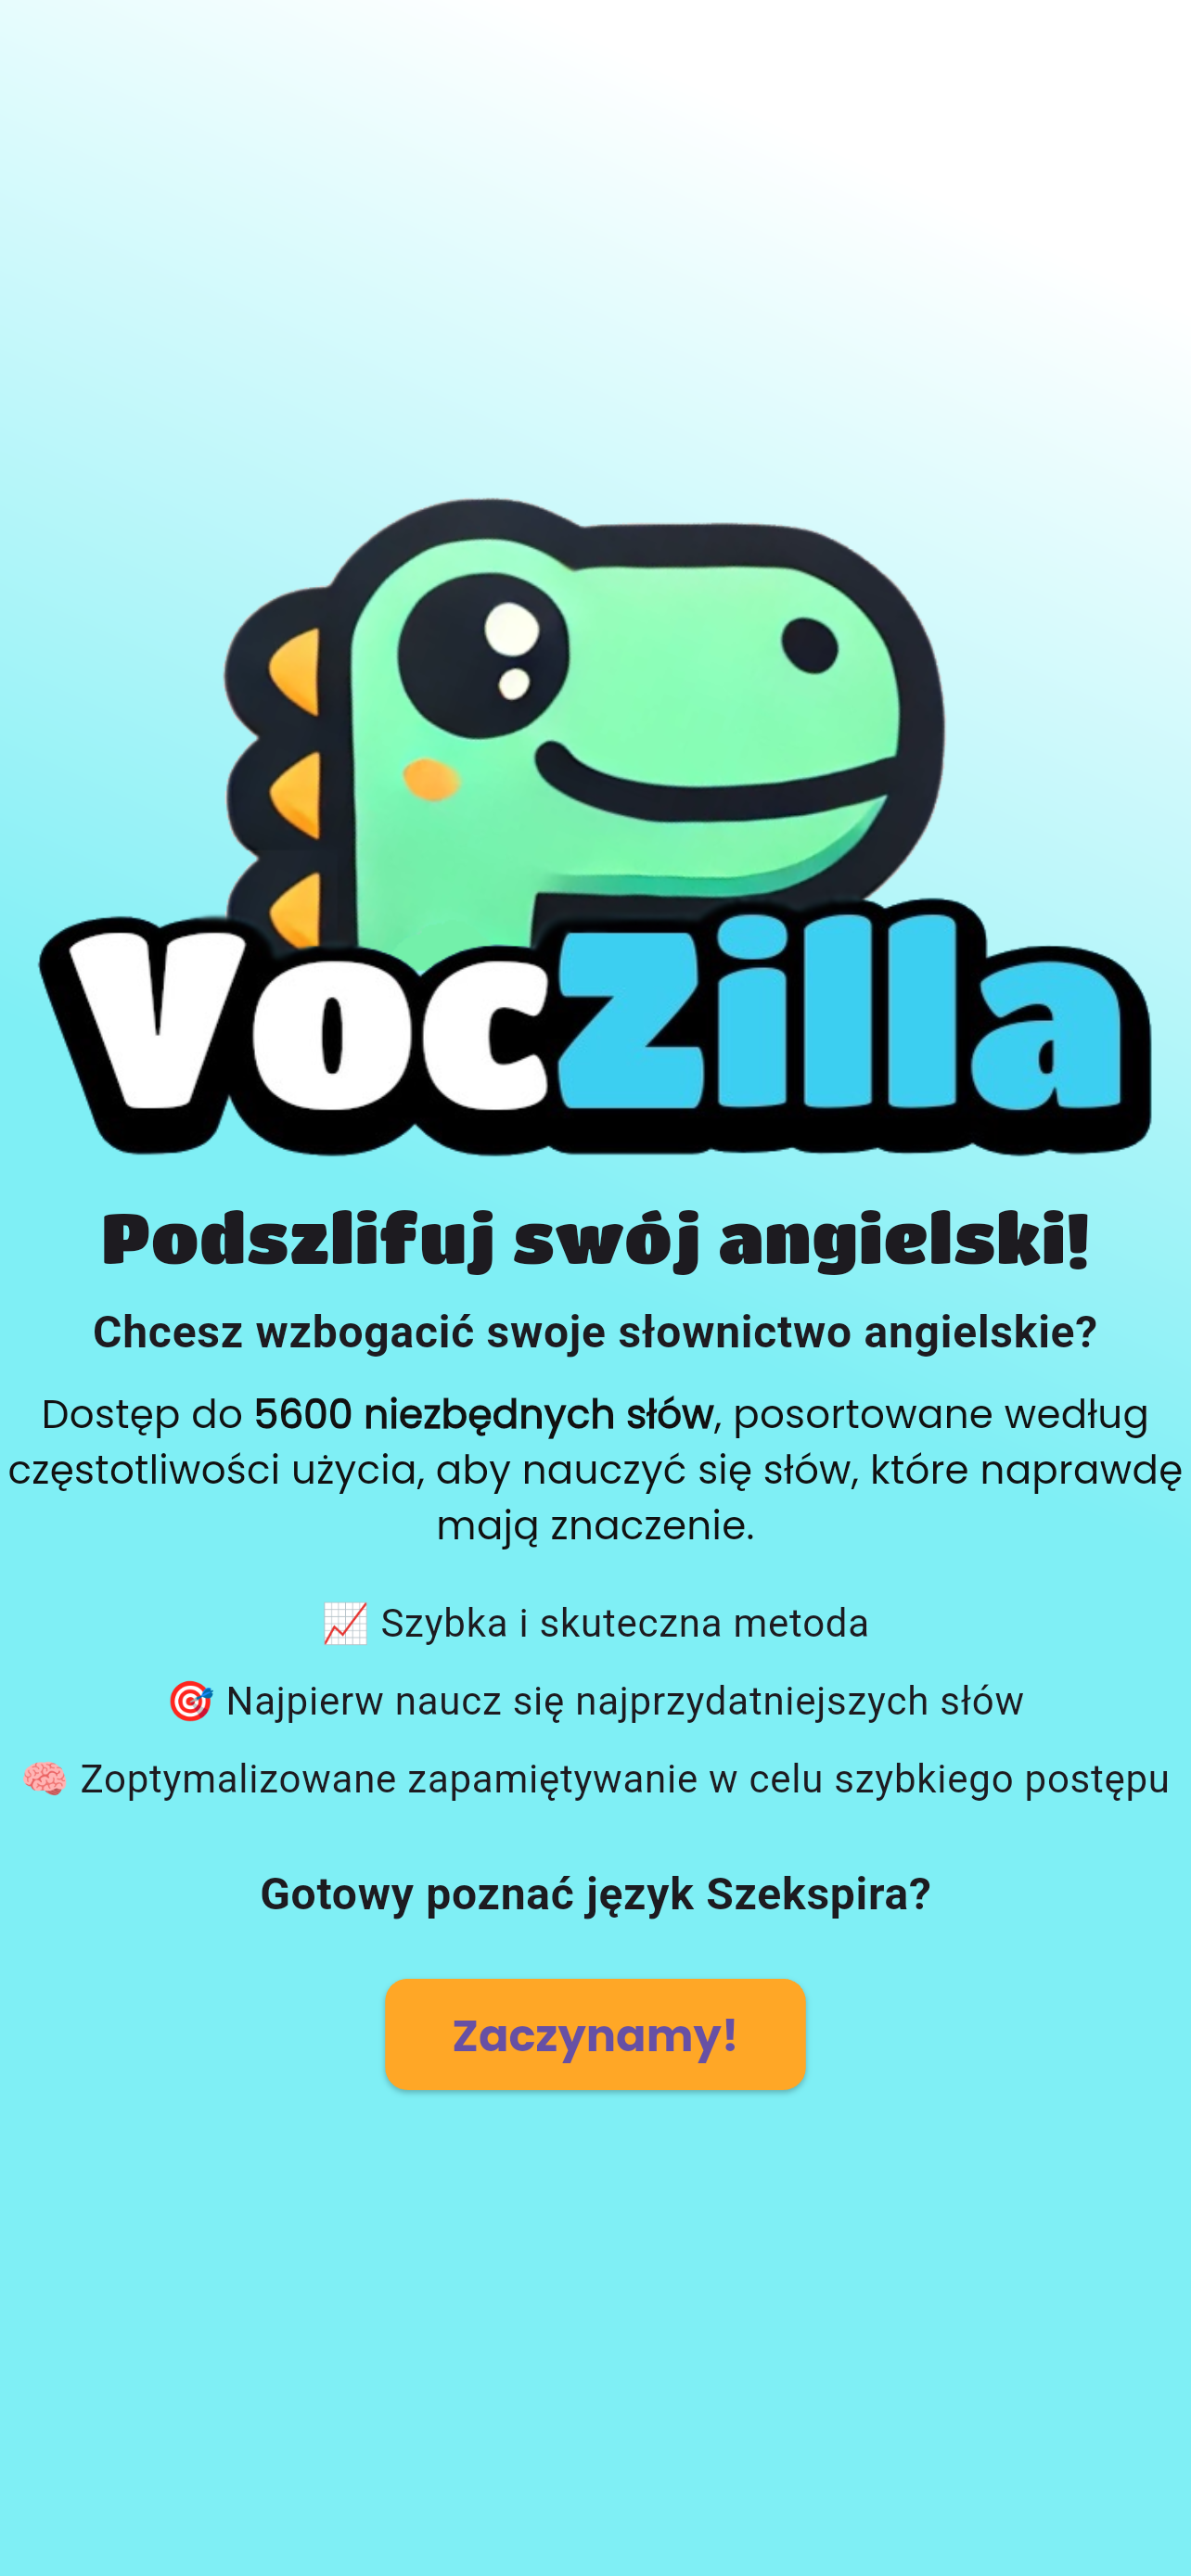 VocZilla
Podszlifuj swój angielski!
Chcesz wzbogacić swoje słownictwo angielskie?
Dostęp do 5600 niezbędnych słów, posortowane według
częstotliwości użycia, aby nauczyć się słów, które naprawdę
mają znaczenie.
📈 Szybka i skuteczna metoda
🎯 Najpierw naucz się najprzydatniejszych słów
🧠 Zoptymalizowane zapamiętywanie w celu szybkiego postępu
Gotowy poznać język Szekspira?
Zaczynamy!